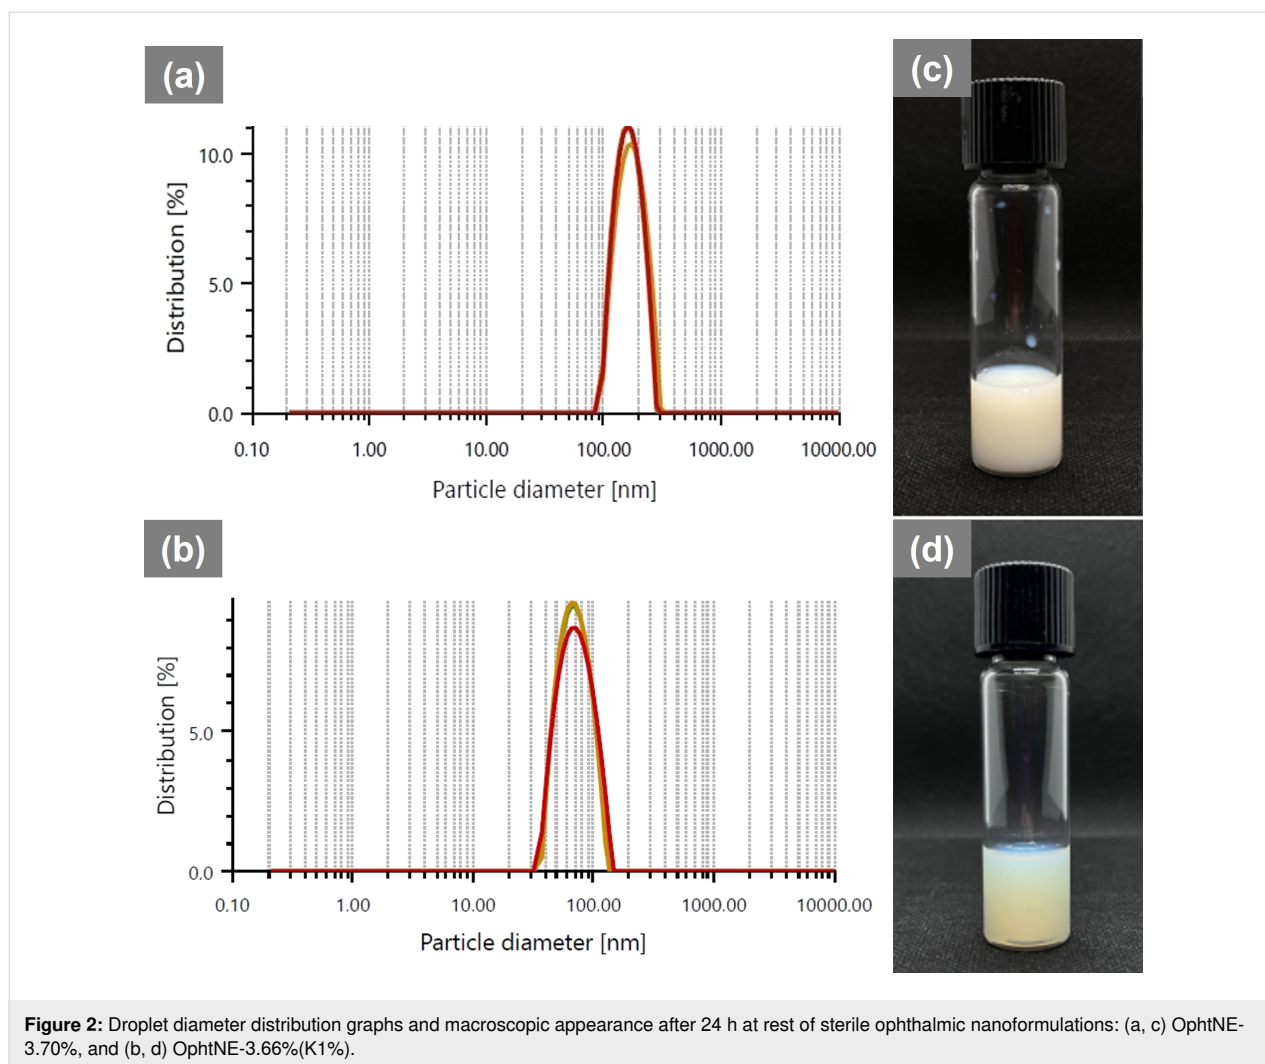 (a)
Distribution [%]
10.0
5.0
0.0
0.10 1.00 10.00 100.00 1000.00 10000.00
Particle diameter [nm]
(c)
(b)
Distribution [%]
5.0
0.0
0.10 1.00 10.00 100.00 1000.00 10000.00
Particle diameter [nm]
(d)
Figure 2: Droplet diameter distribution graphs and macroscopic appearance after 24 h at rest of sterile ophthalmic nanoformulations: (a, c) OphtNE-
3.70%, and (b, d) OphtNE-3.66%(K1%).